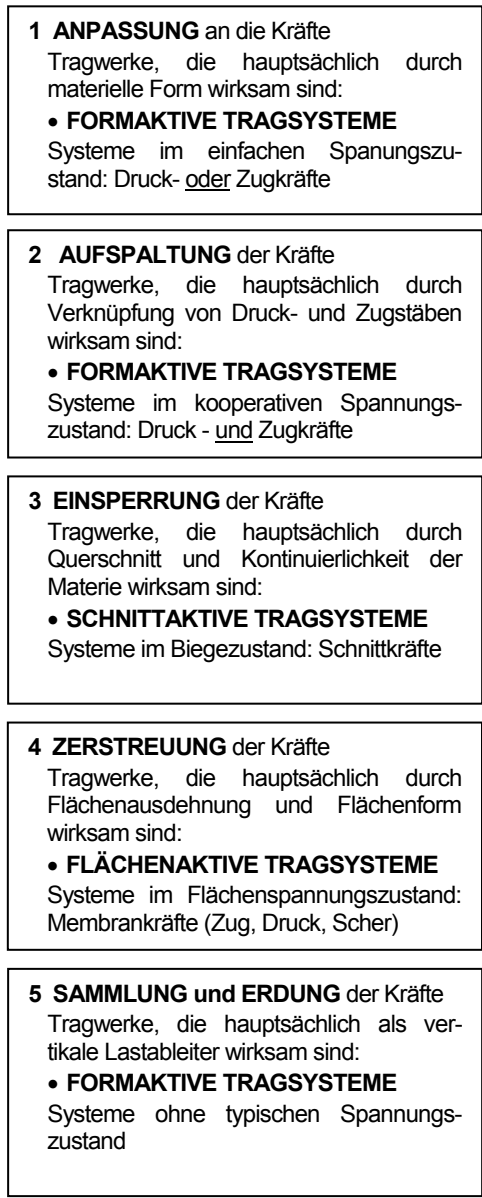 1 ANPASSUNG an die Kräfte
Tragwerke, die hauptsächlich durch
materielle Form wirksam sind:
• FORMAKTIVE TRAGSYSTEME
Systeme im einfachen Spanungszu-
stand: Druck- oder Zugkräfte
2 AUFSPALTUNG der Kräfte
Tragwerke, die hauptsächlich durch
Verknüpfung von Druck- und Zugstäben
wirksam sind:
• FORMAKTIVE TRAGSYSTEME
Systeme im kooperativen Spannungs-
zustand: Druck - und Zugkräfte
3 EINSPERRUNG der Kräfte
Tragwerke, die hauptsächlich durch
Querschnitt und Kontinuierlichkeit der
Materie wirksam sind:
• SCHNITTAKTIVE TRAGSYSTEME
Systeme im Biegezustand: Schnittkräfte
4 ZERSTREUUNG der Kräfte
Tragwerke, die hauptsächlich durch
Flächenausdehnung und Flächenform
wirksam sind:
• FLÄCHENAKTIVE TRAGSYSTEME
Systeme im Flächenspannungszustand:
Membrankräfte (Zug, Druck, Scher)
5 SAMMLUNG und ERDUNG der Kräfte
Tragwerke, die hauptsächlich als ver-
tikale Lastableiter wirksam sind:
• FORMAKTIVE TRAGSYSTEME
Systeme ohne typischen Spannungs-
zustand